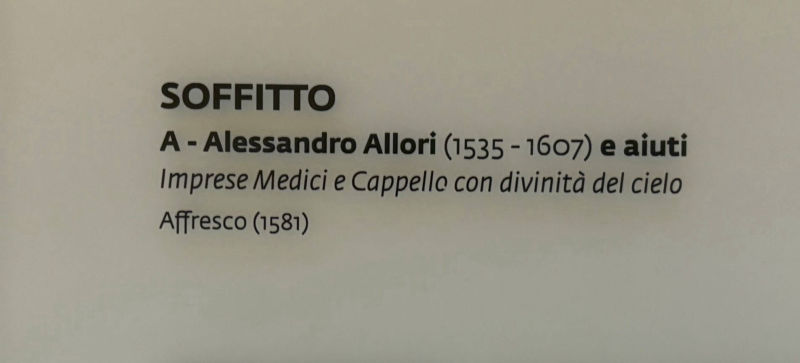 SOFFITTO
A - Alessandro Allori (1535 - 1607) e aiuti
Imprese Medici e Cappello con divinità del cielo
Affresco (1581)